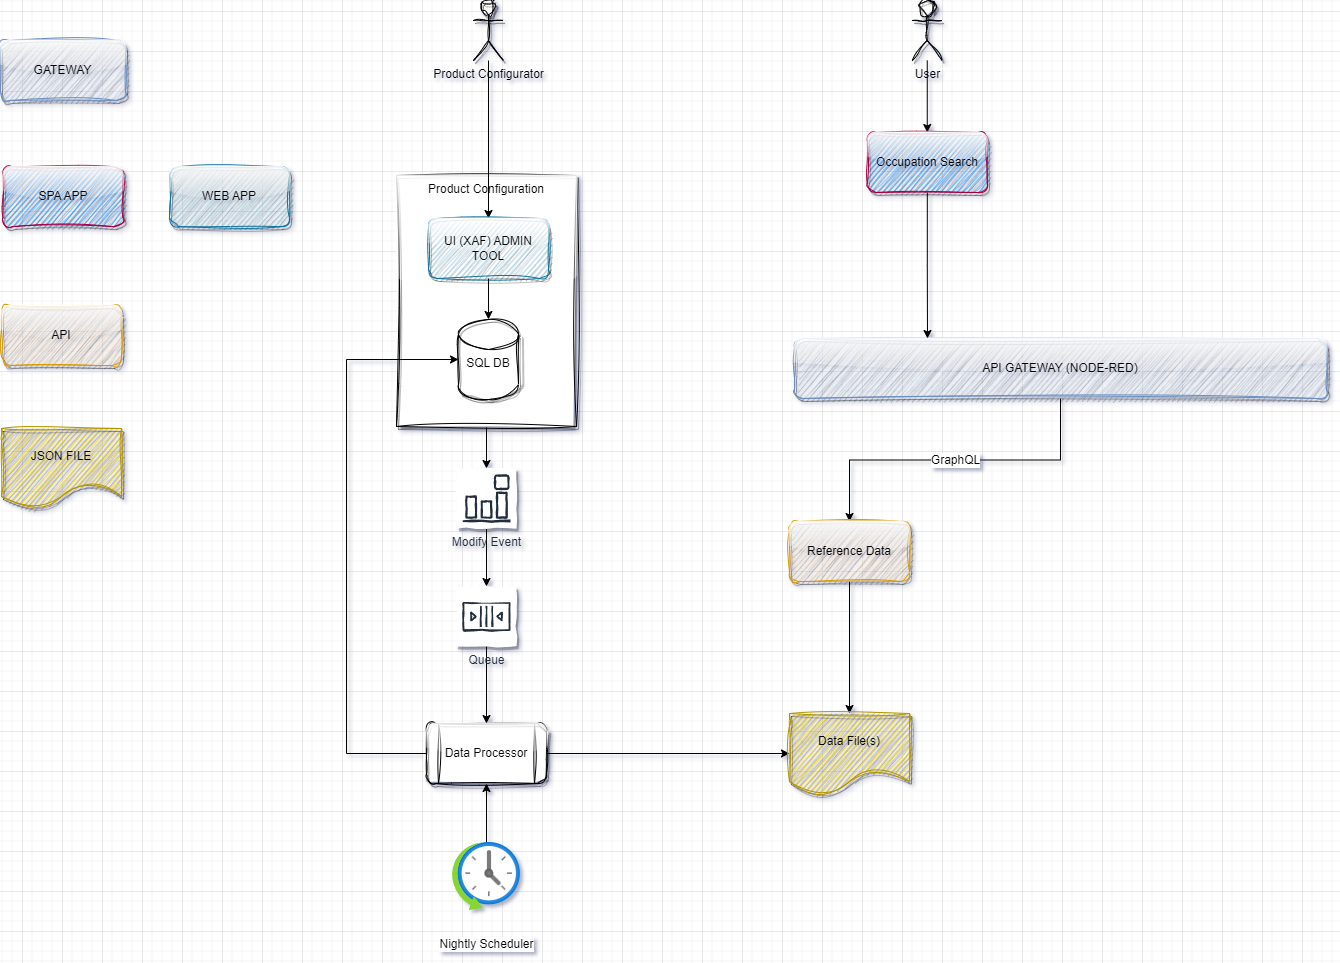 Product Configurator
User
GATEWAY
Occupation Search
SPA APP
WEB APP
Product Configuration
UI (XAF) ADMIN
TOOL
API
SQL DB
API GATEWAY (NODE-RED)
JSON FILE
GraphQL
Modify Event
Reference Data
Queue
Data Processor
Data File(s)
Nightly Scheduler